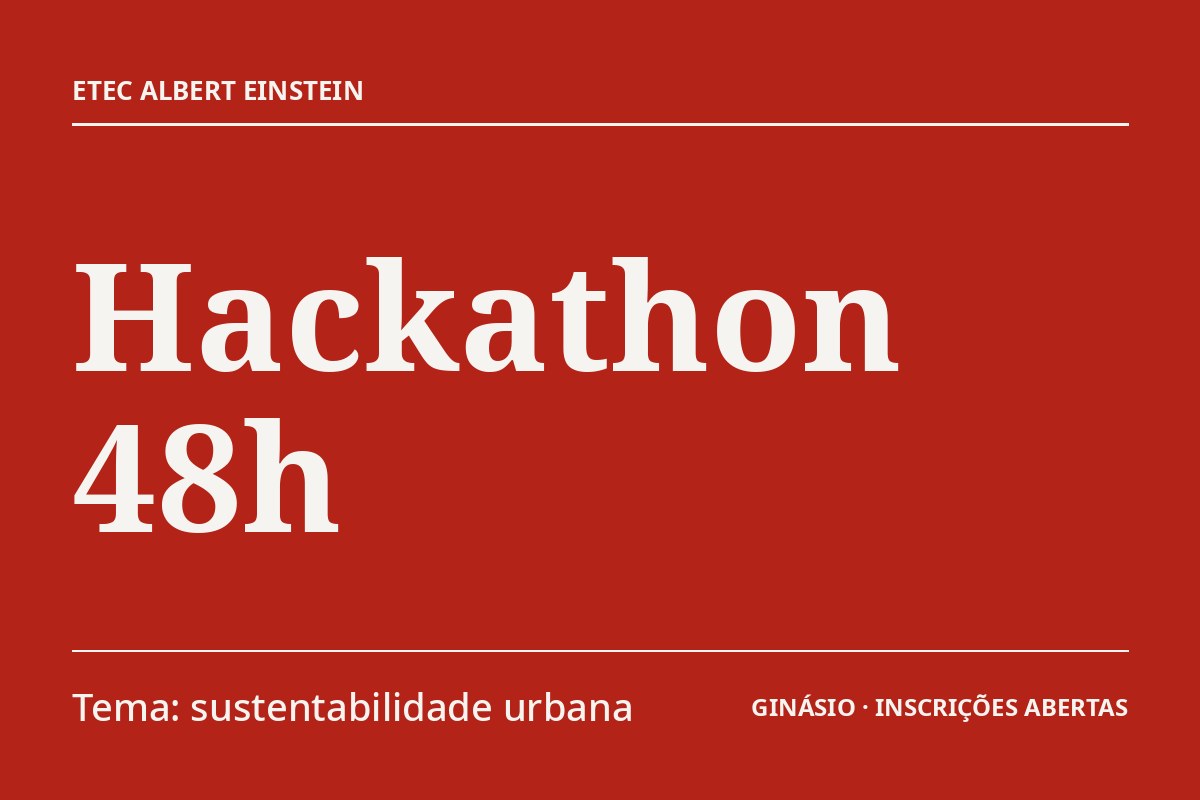 ETEC ALBERT EINSTEIN
Hackathon
48h
Tema: sustentabilidade urbana
GINÁSIO · INSCRIÇÕES ABERTAS